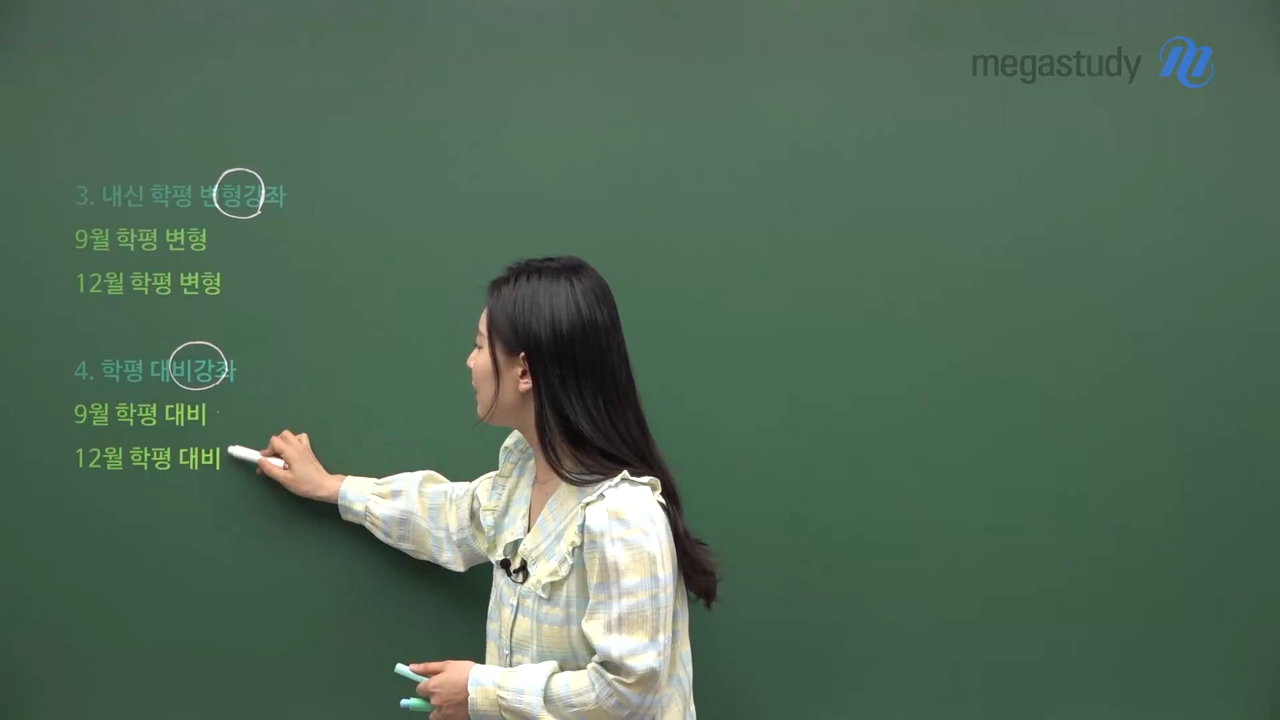 megastudy
3. 내신 학평 변형강좌
9월 학평 변형
12월 학평 변형
4. 학평 대비강좌
9월 학평 대비
12월 학평 대비